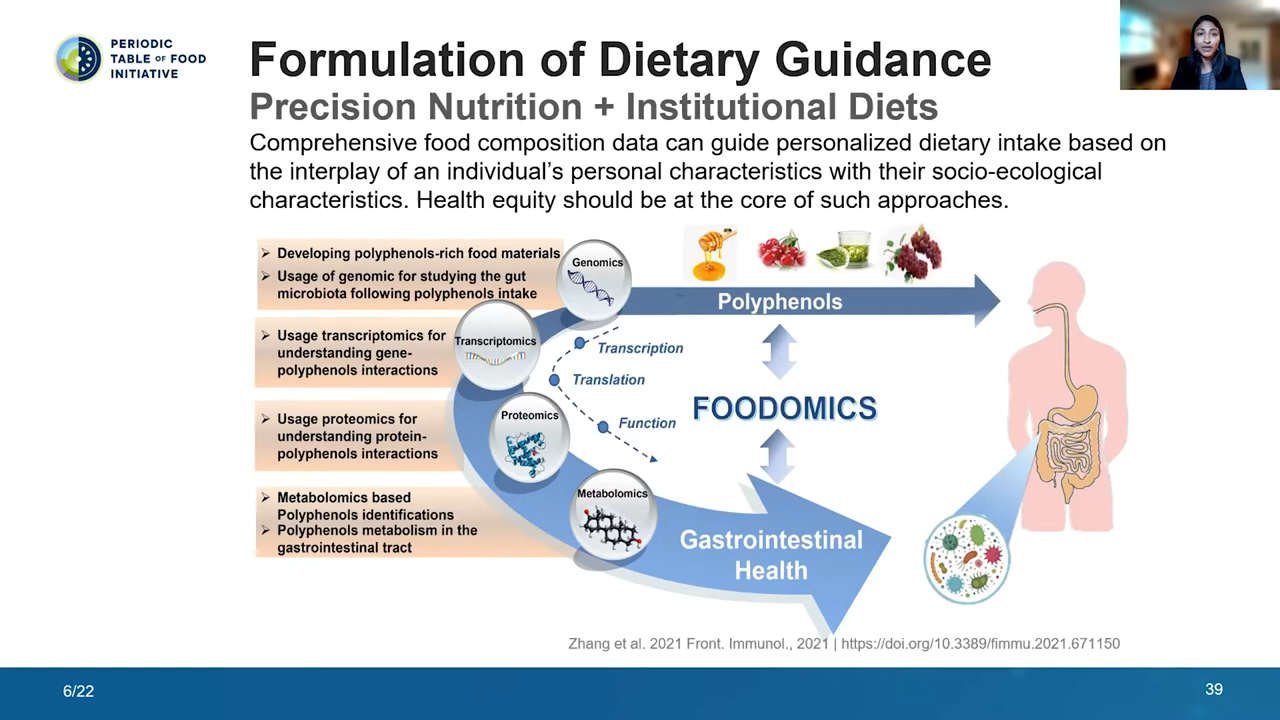 PERIODIC
TABLE OF FOOD
INITIATIVE
Formulation of Dietary Guidance
Precision Nutrition + Institutional Diets
Comprehensive food composition data can guide personalized dietary intake based on
the interplay of an individual's personal characteristics with their socio-ecological
characteristics. Health equity should be at the core of such approaches.
➢ Developing polyphenols-rich food materials
➢ Usage of genomic for studying the gut
microbiota following polyphenols intake
Genomics
Polyphenols
➢ Usage transcriptomics for
understanding gene-
polyphenols interactions
Transcriptomics
Transcription
Translation
Function
FOODOMICS
➢ Usage proteomics for
understanding protein-
polyphenols interactions
Proteomics
➢ Metabolomics based
Polyphenols identifications
➢ Polyphenols metabolism in the
gastrointestinal tract
Metabolomics
Gastrointestinal
Health
Zhang et al. 2021 Front. Immunol., 2021 | https://doi.org/10.3389/fimmu.2021.671150
6/22
39